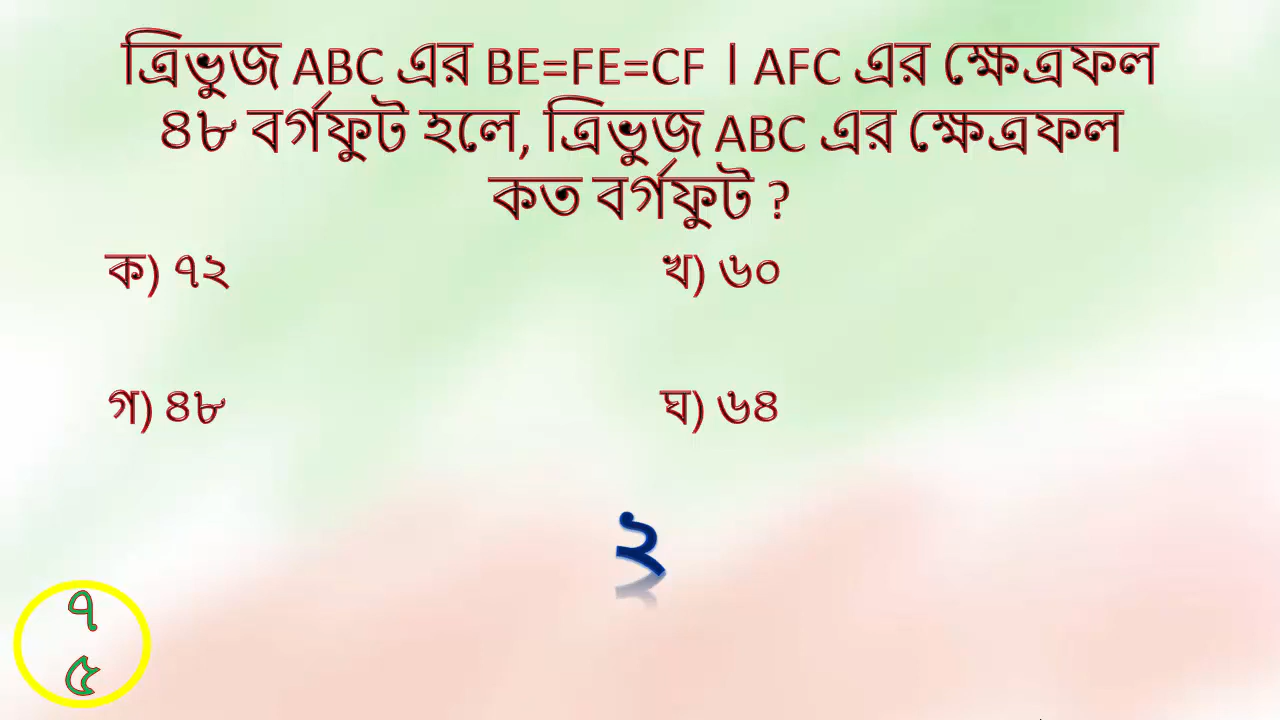 ত্রিভুজ ABC এর BE=FE=CF । AFC এর ক্ষেত্রফল
৪৮ বর্গফুট হলে, ত্রিভুজ ABC এর ক্ষেত্রফল
কত বর্গফুট ?
ক) ৭২
খ) ৬০
গ) ৪৮
ঘ) ৬৪
২
৭
৫